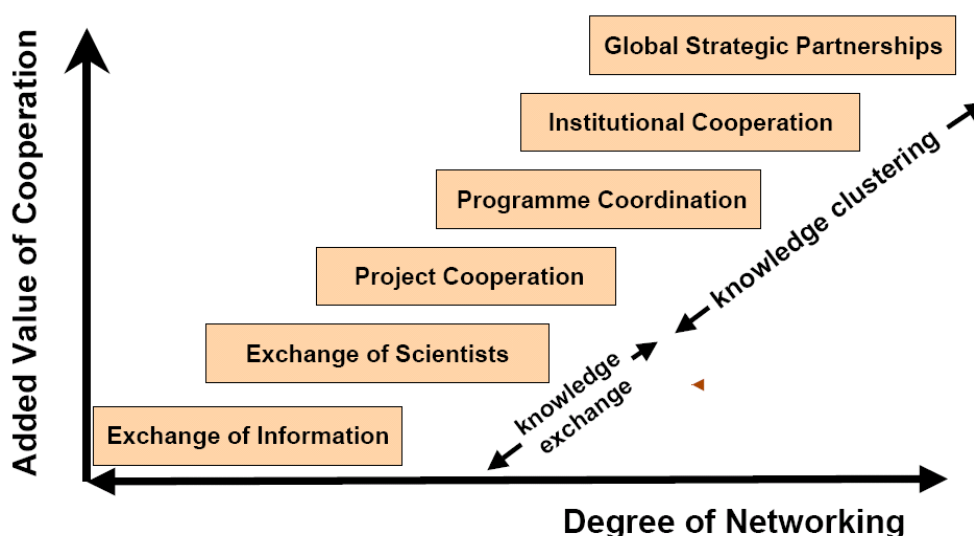 Added Value of Cooperation
Global Strategic Partnerships
Institutional Cooperation
Programme Coordination
Project Cooperation
Exchange of Scientists
Exchange of Information
knowledge clustering
knowledge
exchange
Degree of Networking